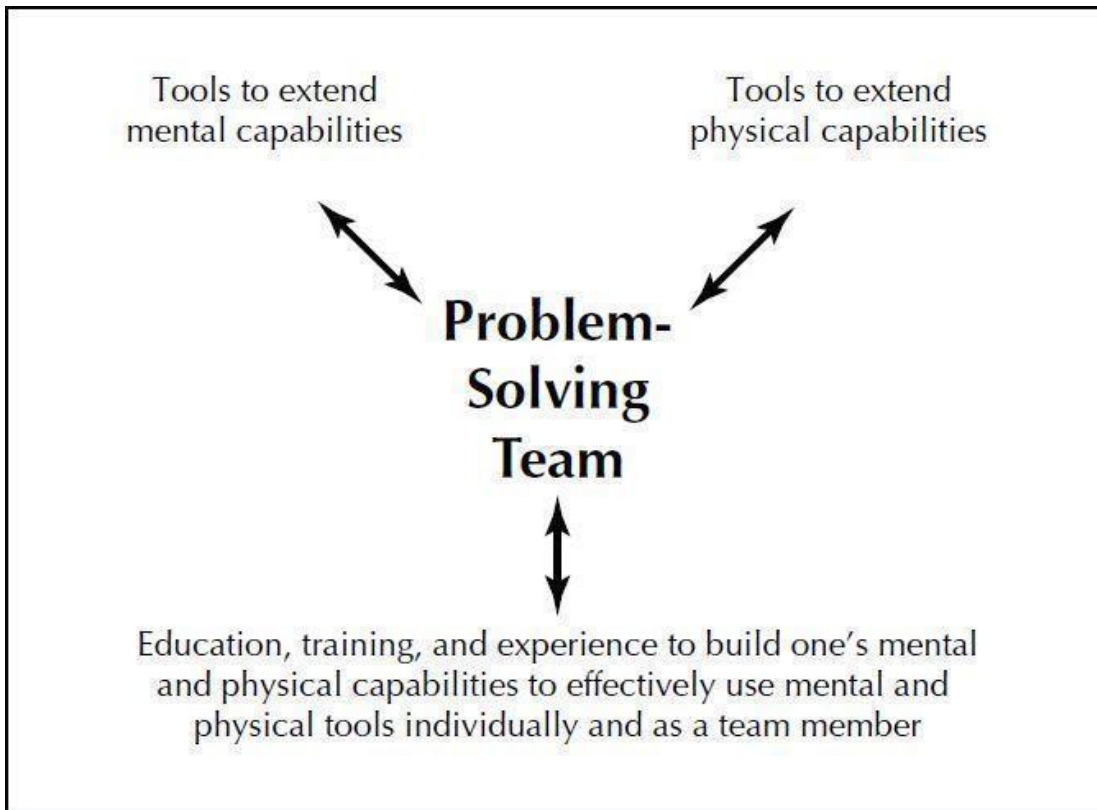 Tools to extend
mental capabilities
Tools to extend
physical capabilities
Problem-
Solving
Team
Education, training, and experience to build one’s mental
and physical capabilities to effectively use mental and
physical tools individually and as a team member